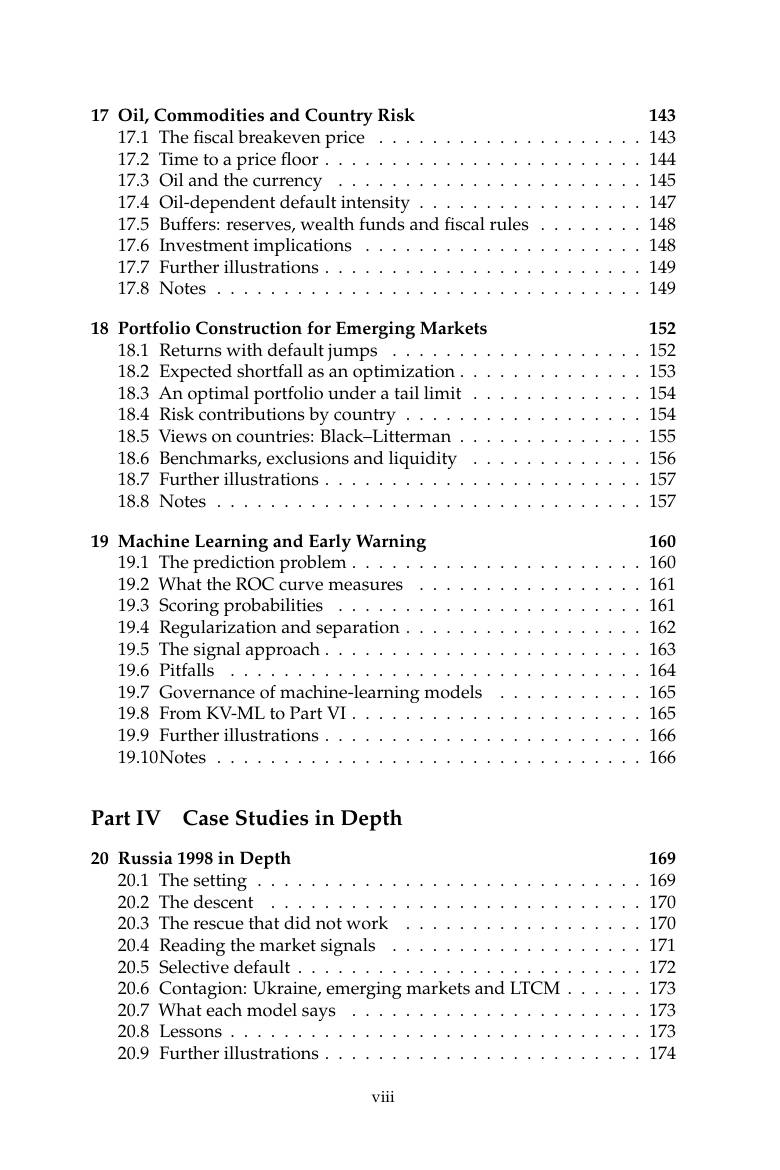 17 Oil, Commodities and Country Risk 143
17.1 The fiscal breakeven price . . . . . . . . . . . . . . . . . . . . 143
17.2 Time to a price floor . . . . . . . . . . . . . . . . . . . . . . . . 144
17.3 Oil and the currency . . . . . . . . . . . . . . . . . . . . . . . 145
17.4 Oil-dependent default intensity . . . . . . . . . . . . . . . . . 147
17.5 Buffers: reserves, wealth funds and fiscal rules . . . . . . . . 148
17.6 Investment implications . . . . . . . . . . . . . . . . . . . . . 148
17.7 Further illustrations . . . . . . . . . . . . . . . . . . . . . . . . 149
17.8 Notes . . . . . . . . . . . . . . . . . . . . . . . . . . . . . . . . 149
18 Portfolio Construction for Emerging Markets 152
18.1 Returns with default jumps . . . . . . . . . . . . . . . . . . . 152
18.2 Expected shortfall as an optimization . . . . . . . . . . . . . . 153
18.3 An optimal portfolio under a tail limit . . . . . . . . . . . . . 154
18.4 Risk contributions by country . . . . . . . . . . . . . . . . . . 154
18.5 Views on countries: Black–Litterman . . . . . . . . . . . . . . 155
18.6 Benchmarks, exclusions and liquidity . . . . . . . . . . . . . 156
18.7 Further illustrations . . . . . . . . . . . . . . . . . . . . . . . . 157
18.8 Notes . . . . . . . . . . . . . . . . . . . . . . . . . . . . . . . . 157
19 Machine Learning and Early Warning 160
19.1 The prediction problem . . . . . . . . . . . . . . . . . . . . . . 160
19.2 What the ROC curve measures . . . . . . . . . . . . . . . . . 161
19.3 Scoring probabilities . . . . . . . . . . . . . . . . . . . . . . . 161
19.4 Regularization and separation . . . . . . . . . . . . . . . . . . 162
19.5 The signal approach . . . . . . . . . . . . . . . . . . . . . . . . 163
19.6 Pitfalls . . . . . . . . . . . . . . . . . . . . . . . . . . . . . . . 164
19.7 Governance of machine-learning models . . . . . . . . . . . 165
19.8 From KV-ML to Part VI . . . . . . . . . . . . . . . . . . . . . . 165
19.9 Further illustrations . . . . . . . . . . . . . . . . . . . . . . . . 166
19.10Notes . . . . . . . . . . . . . . . . . . . . . . . . . . . . . . . . 166
Part IV Case Studies in Depth
20 Russia 1998 in Depth 169
20.1 The setting . . . . . . . . . . . . . . . . . . . . . . . . . . . . . 169
20.2 The descent . . . . . . . . . . . . . . . . . . . . . . . . . . . . 170
20.3 The rescue that did not work . . . . . . . . . . . . . . . . . . 170
20.4 Reading the market signals . . . . . . . . . . . . . . . . . . . 171
20.5 Selective default . . . . . . . . . . . . . . . . . . . . . . . . . . 172
20.6 Contagion: Ukraine, emerging markets and LTCM . . . . . . 173
20.7 What each model says . . . . . . . . . . . . . . . . . . . . . . 173
20.8 Lessons . . . . . . . . . . . . . . . . . . . . . . . . . . . . . . . 173
20.9 Further illustrations . . . . . . . . . . . . . . . . . . . . . . . . 174
viii